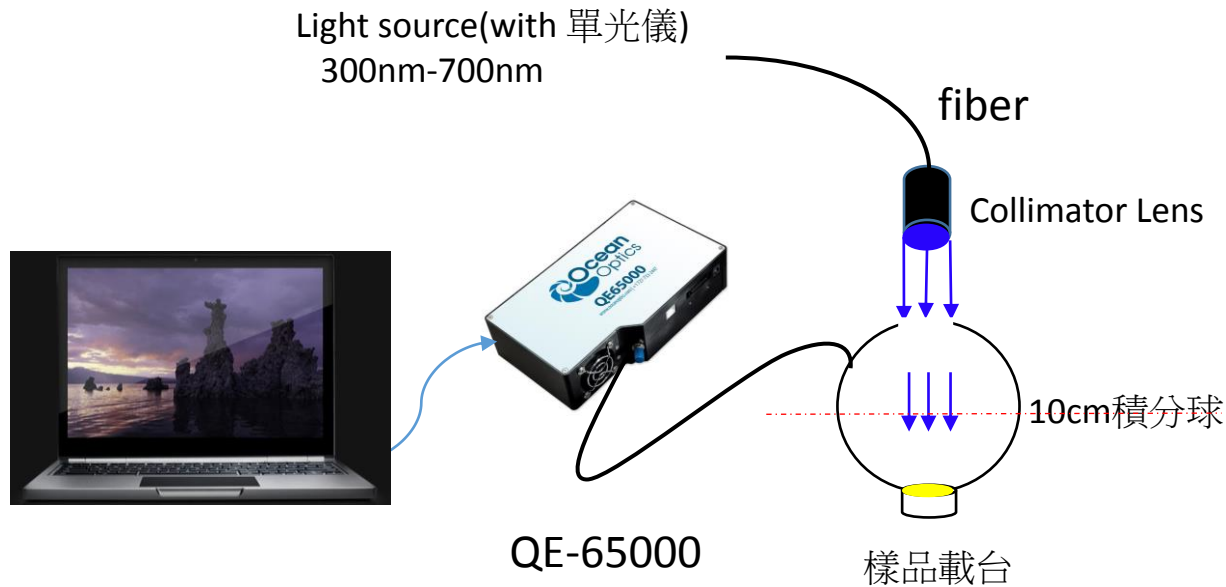 Light source(with 單光儀)
300nm-700nm
fiber
Collimator Lens
Ocean
Optics
QE65000
10cm積分球
QE-65000
樣品載台